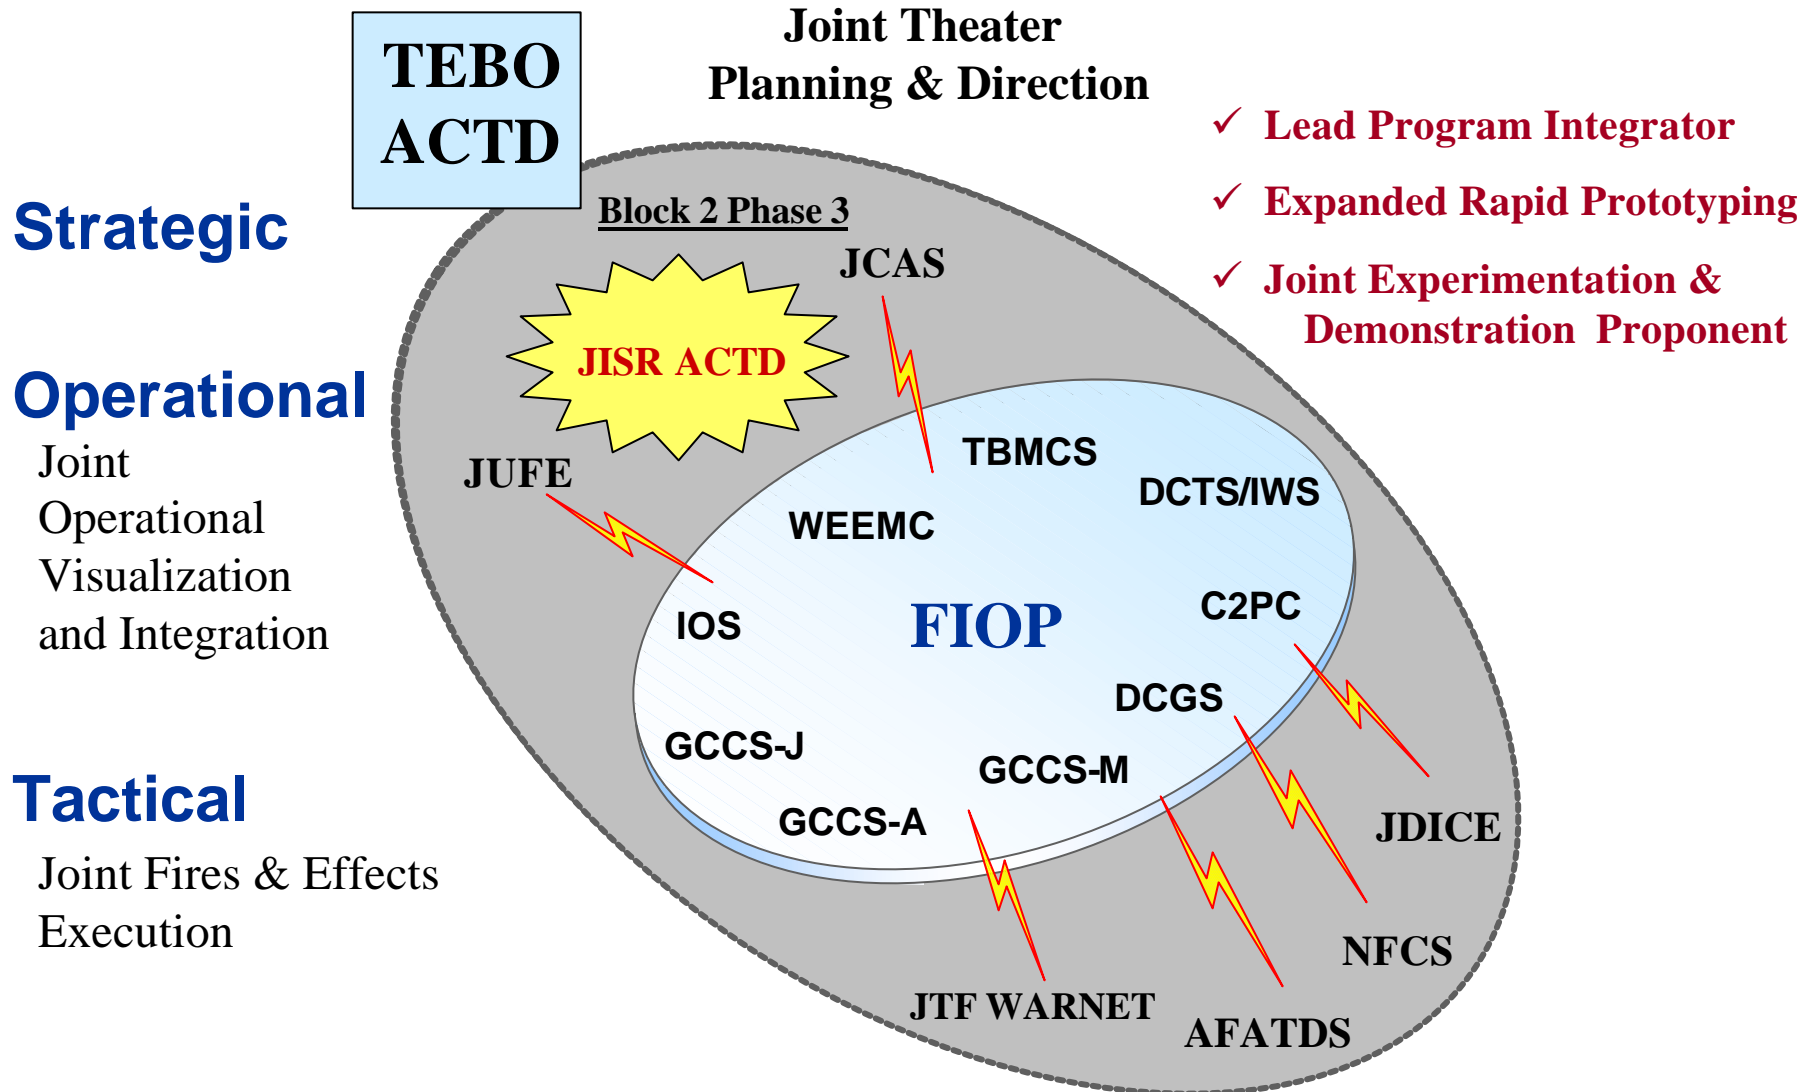 TEBO
ACTD
Joint Theater
Planning & Direction
✓ Lead Program Integrator
✓ Expanded Rapid Prototyping
✓ Joint Experimentation &
Demonstration Proponent
Strategic
Block 2 Phase 3
JCAS
JISR ACTD
Operational
Joint
Operational
Visualization
and Integration
JUFE
TBMCS
DCTS/IWS
WEEMC
C2PC
IOS
FIOP
DCGS
GCCS-J
GCCS-M
GCCS-A
Tactical
Joint Fires & Effects
Execution
JDICE
NFCS
JTF WARNET
AFATDS